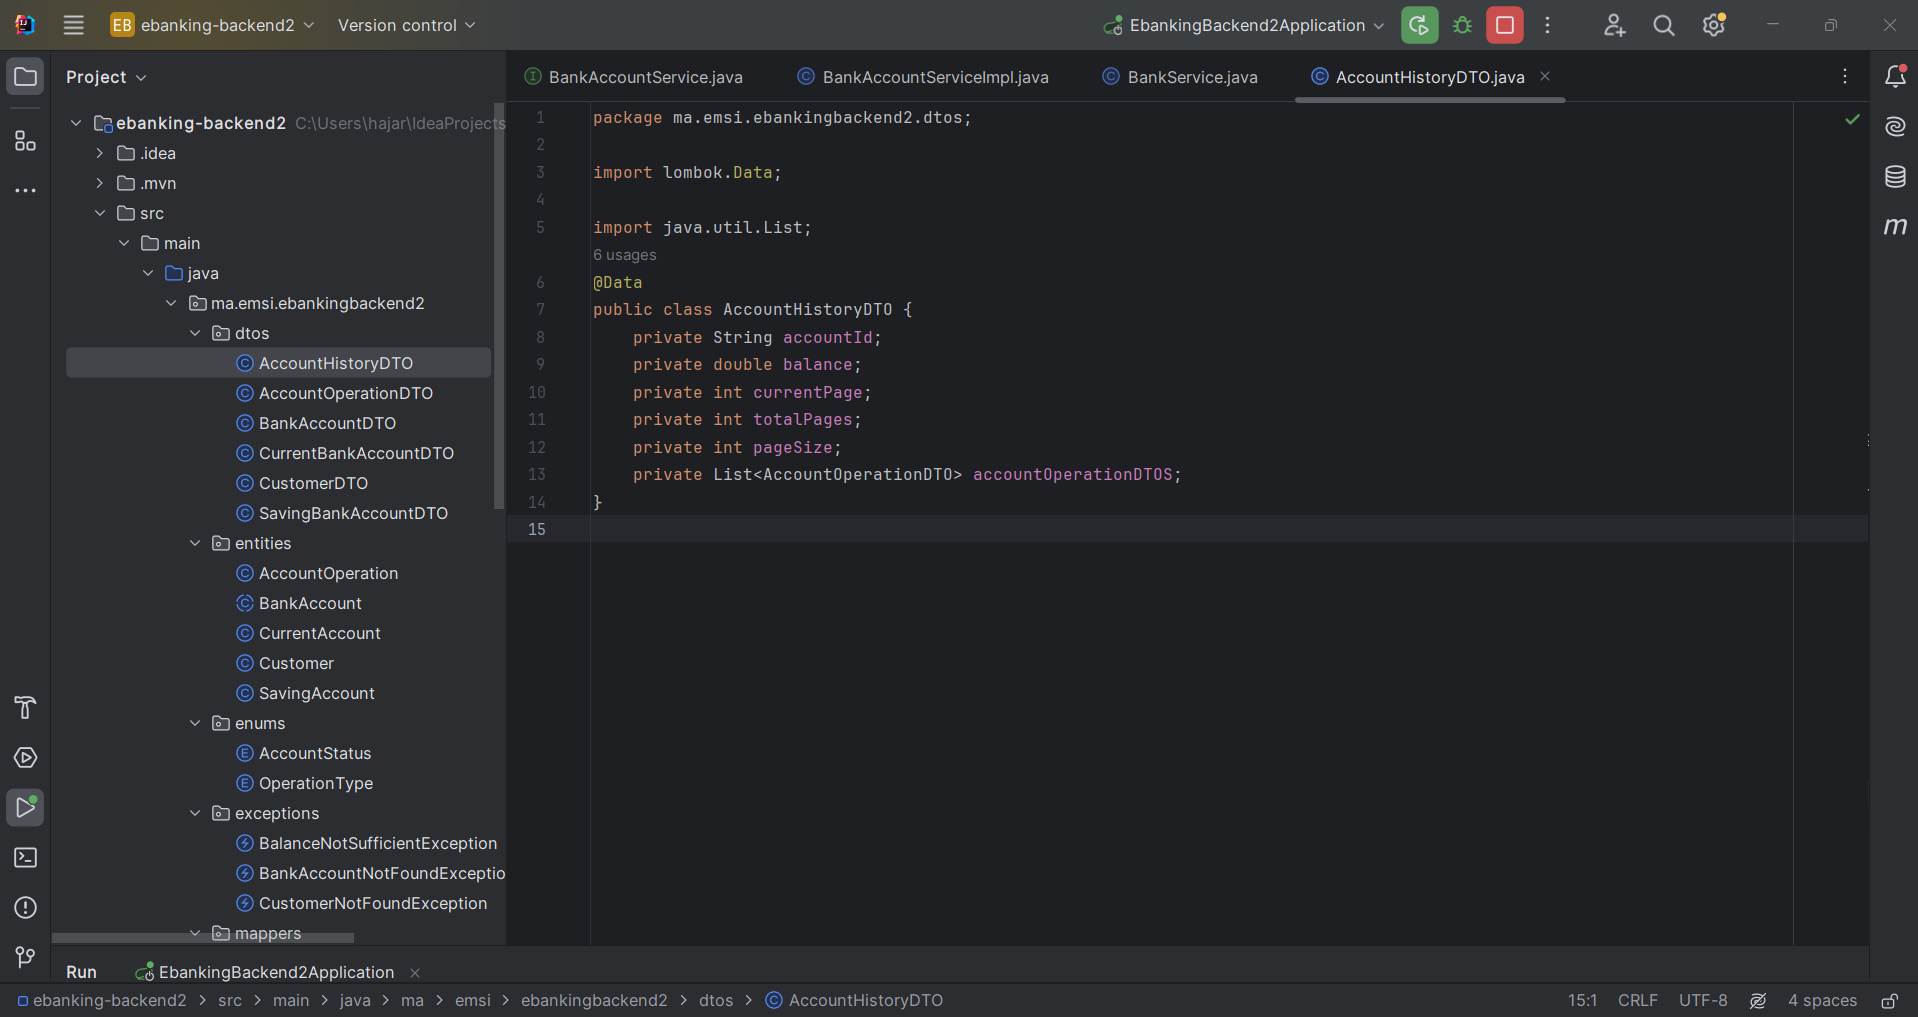 EB ebanking-backend2 Version control EbankingBackend2Application
Project
BankAccountService.java BankAccountServiceImpl.java BankService.java AccountHistoryDTO.java
ebanking-backend2 C:\Users\hajar\IdeaProjects
.idea
.mvn
src
main
java
ma.emsi.ebankingbackend2
dtos
AccountHistoryDTO
AccountOperationDTO
BankAccountDTO
CurrentBankAccountDTO
CustomerDTO
SavingBankAccountDTO
entities
AccountOperation
BankAccount
CurrentAccount
Customer
SavingAccount
enums
AccountStatus
OperationType
exceptions
BalanceNotSufficientException
BankAccountNotFoundExceptio
CustomerNotFoundException
mappers
1 package ma.emsi.ebankingbackend2.dtos;
2
3 import lombok.Data;
4
5 import java.util.List;
6 usages
6 @Data
7 public class AccountHistoryDTO {
8 private String accountId;
9 private double balance;
10 private int currentPage;
11 private int totalPages;
12 private int pageSize;
13 private List<AccountOperationDTO> accountOperationDTOS;
14 }
15
m
Run EbankingBackend2Application
ebanking-backend2 > src > main > java > ma > emsi > ebankingbackend2 > dtos > AccountHistoryDTO 15:1 CRLF UTF-8 4 spaces